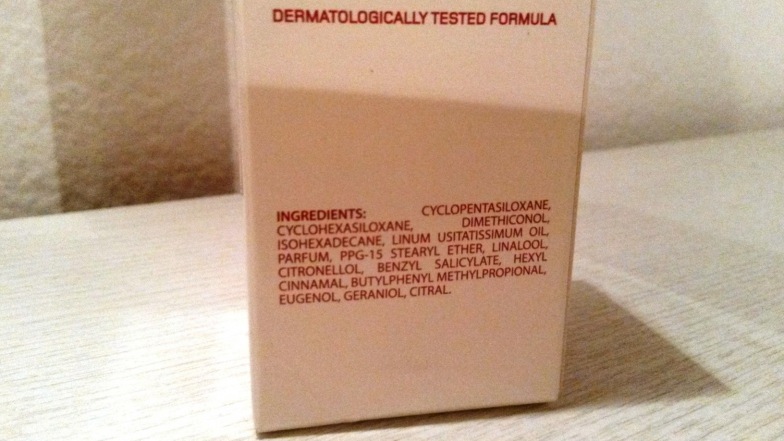 DERMATOLOGICALLY TESTED FORMULA
INGREDIENTS: CYCLOPENTASILOXANE,
CYCLOHEXASILOXANE, DIMETHICONOL,
ISOHEXADECANE, LINUM USITATISSIMUM OIL,
PARFUM, PPG-15 STEARYL ETHER, LINALOOL,
CITRONELLOL, BENZYL SALICYLATE, HEXYL
CINNAMAL, BUTYLPHENYL METHYLPROPIONAL,
EUGENOL, GERANIOL, CITRAL.